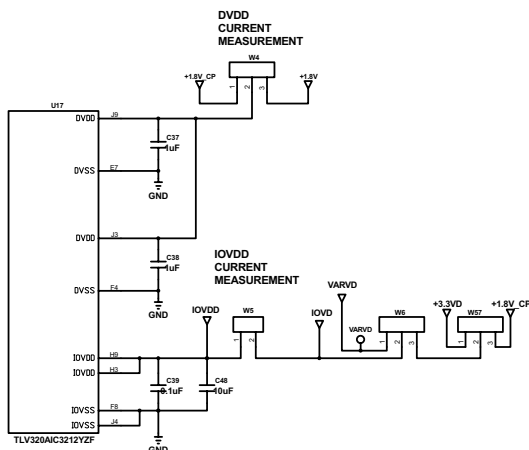 DVDD
CURRENT
MEASUREMENT
W4
+1.8V_CP
+1.8V
1
2
3
U17
DVDD
J9
C37
1uF
DVSS
E7
GND
DVDD
J3
C38
1uF
DVSS
F4
GND
IOVDD
CURRENT
MEASUREMENT
IOVDD
W5
1
2
IOVD
VARVD
VARVD
W6
1
2
3
+3.3VD
+1.8V_CP
W57
1
2
3
IOVDD
H9
IOVDD
H3
C39
0.1uF
C48
10uF
IOVSS
F8
IOVSS
J4
GND
TLV320AIC3212YZF